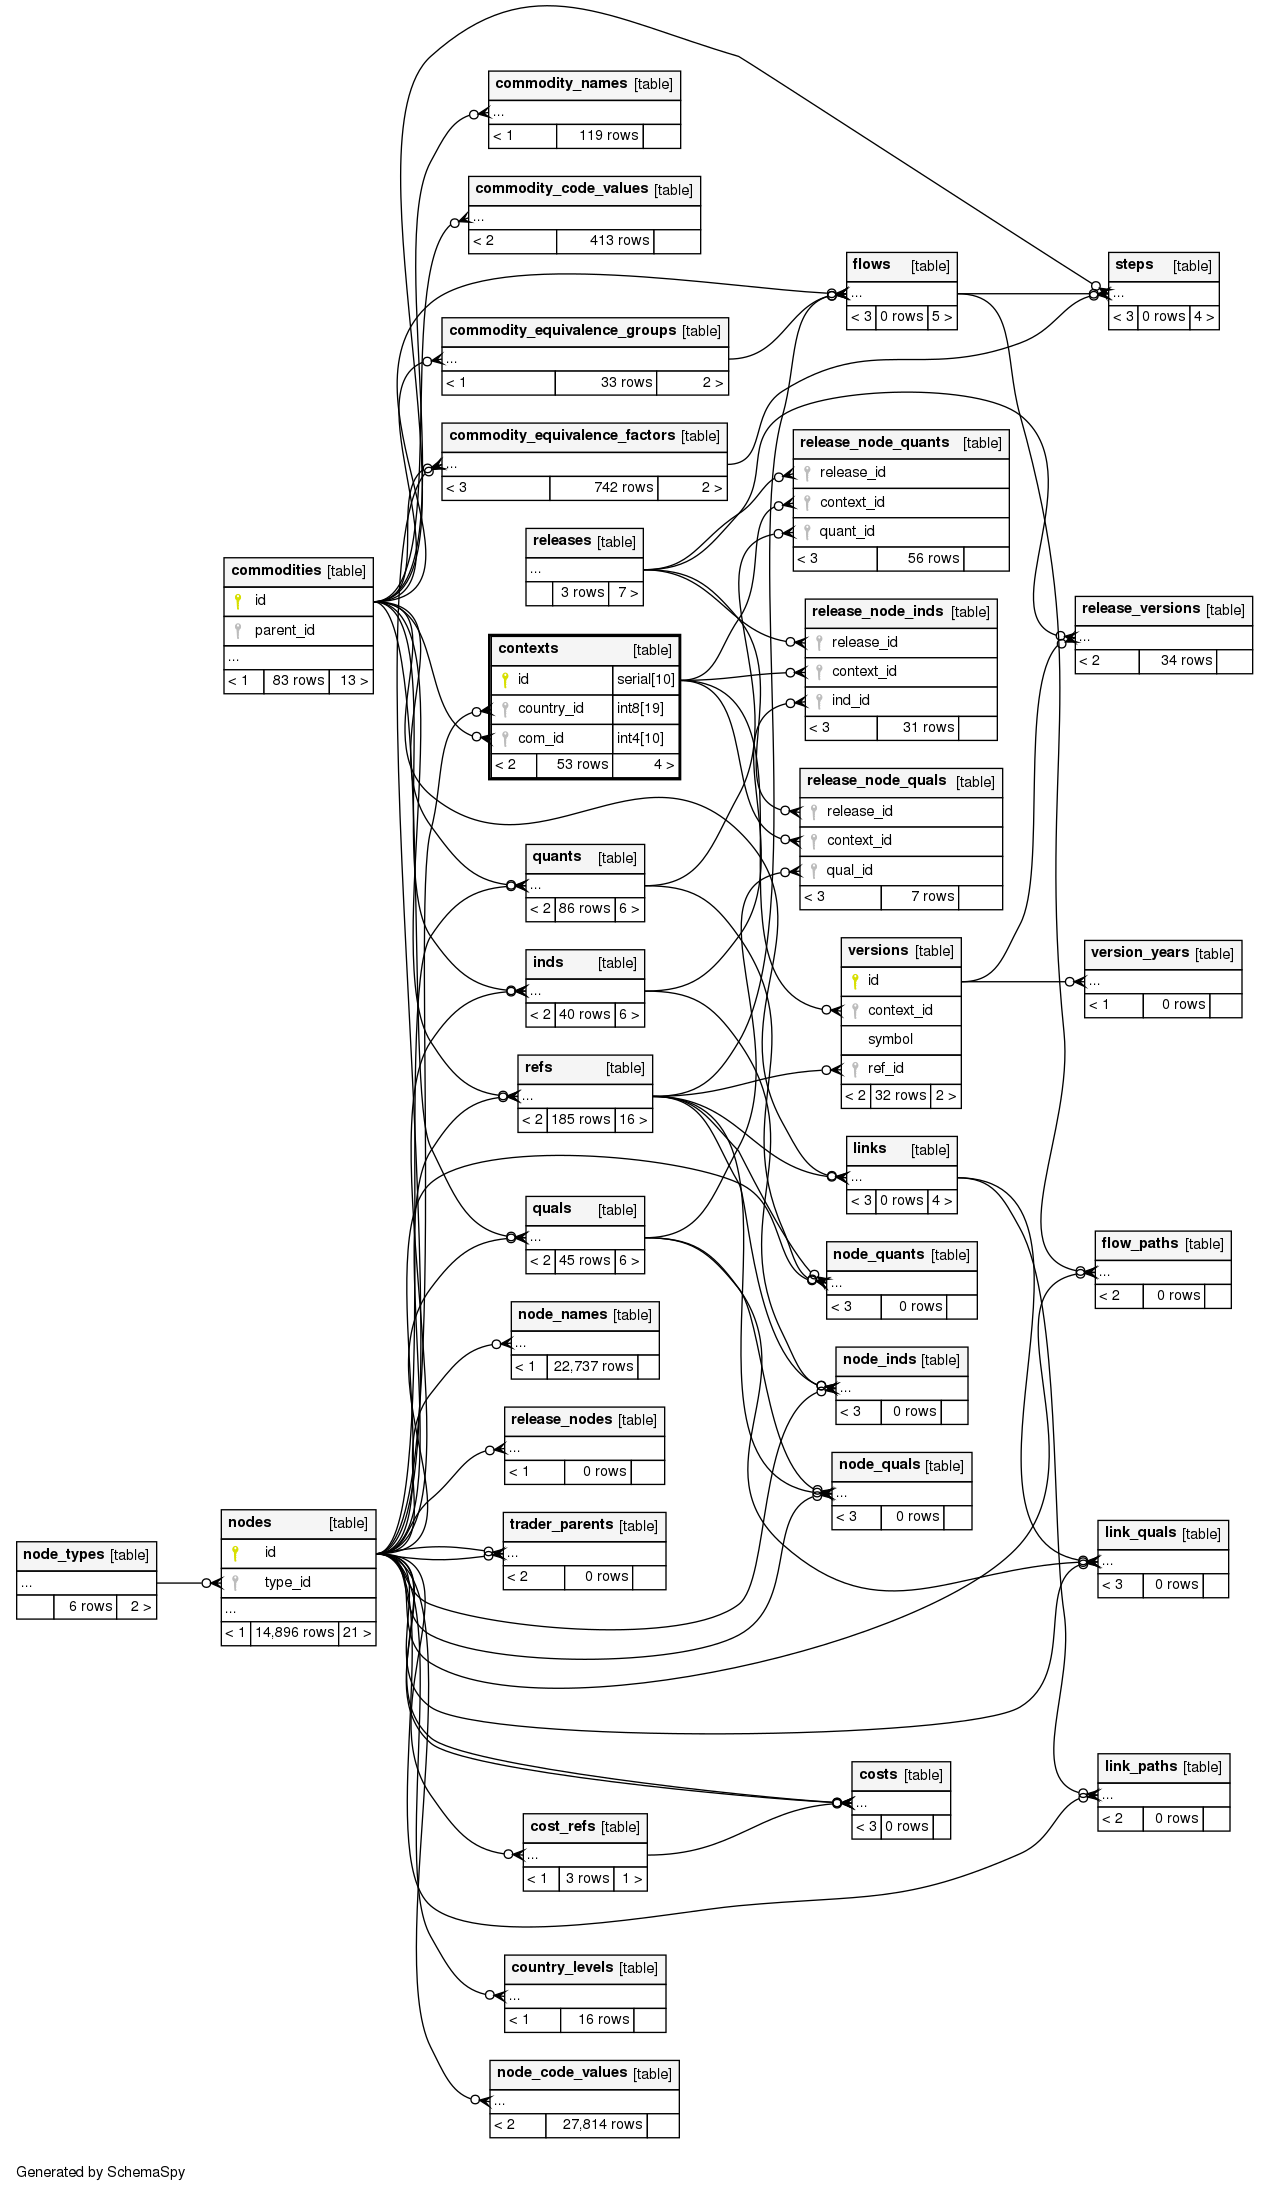 commodity_names [table]
...
< 1 119 rows
commodity_code_values [table]
...
< 2 413 rows
flows [table]
...
< 3 0 rows 5 >
steps [table]
...
< 3 0 rows 4 >
commodity_equivalence_groups [table]
...
< 1 33 rows 2 >
commodity_equivalence_factors [table]
...
< 3 742 rows 2 >
release_node_quants [table]
release_id
context_id
quant_id
< 3 56 rows
releases [table]
...
3 rows 7 >
commodities [table]
id
parent_id
...
< 1 83 rows 13 >
release_node_inds [table]
release_id
context_id
ind_id
< 3 31 rows
release_versions [table]
...
< 2 34 rows
contexts [table]
id serial[10]
country_id int8[19]
com_id int4[10]
< 2 53 rows 4 >
release_node_quals [table]
release_id
context_id
qual_id
< 3 7 rows
quants [table]
...
< 2 86 rows 6 >
versions [table]
id
context_id
symbol
ref_id
< 2 32 rows 2 >
version_years [table]
...
< 1 0 rows
inds [table]
...
< 2 40 rows 6 >
refs [table]
...
< 2 185 rows 16 >
links [table]
...
< 3 0 rows 4 >
quals [table]
...
< 2 45 rows 6 >
node_quants [table]
...
< 3 0 rows
flow_paths [table]
...
< 2 0 rows
node_names [table]
...
< 1 22,737 rows
node_inds [table]
...
< 3 0 rows
release_nodes [table]
...
< 1 0 rows
node_quals [table]
...
< 3 0 rows
node_types [table]
...
6 rows 2 >
nodes [table]
id
type_id
...
< 1 14,896 rows 21 >
trader_parents [table]
...
< 2 0 rows
link_quals [table]
...
< 3 0 rows
costs [table]
...
< 3 0 rows
link_paths [table]
...
< 2 0 rows
cost_refs [table]
...
< 1 3 rows 1 >
country_levels [table]
...
< 1 16 rows
node_code_values [table]
...
< 2 27,814 rows
Generated by SchemaSpy